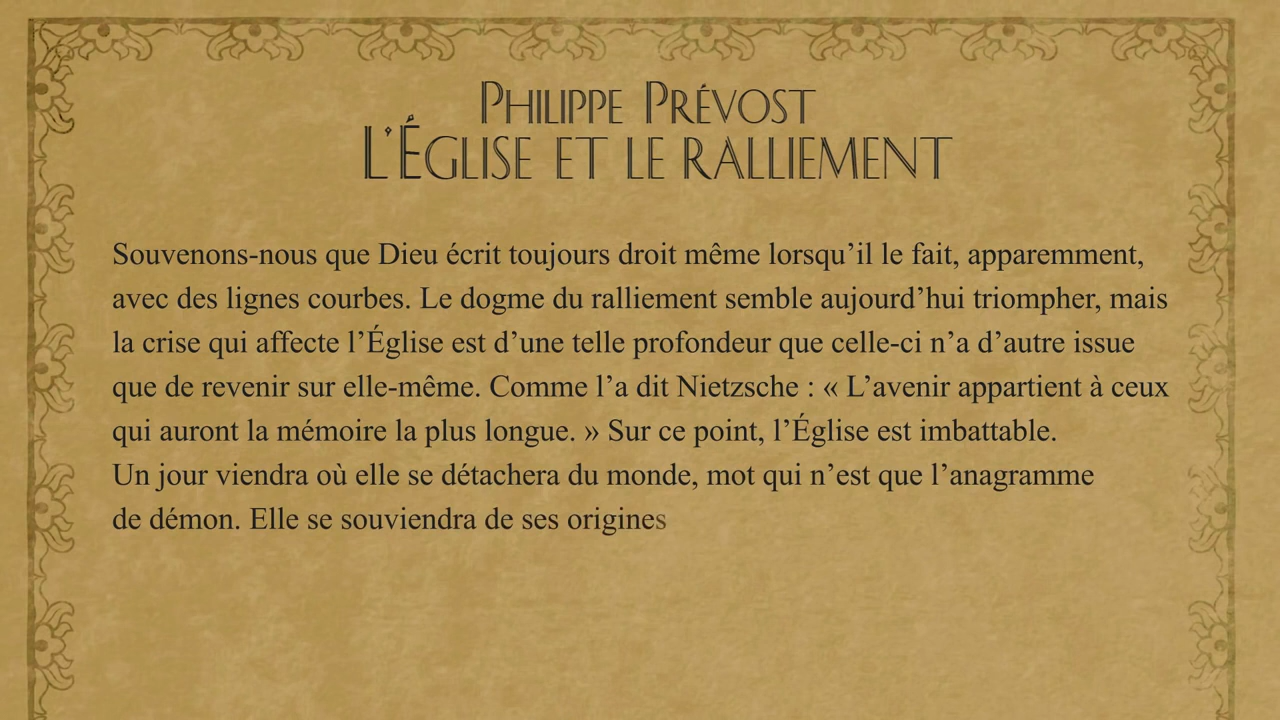 Philippe Prévost
L'Église et le ralliement
Souvenons-nous que Dieu écrit toujours droit même lorsqu’il le fait, apparemment,
avec des lignes courbes. Le dogme du ralliement semble aujourd’hui triompher, mais
la crise qui affecte l’Église est d’une telle profondeur que celle-ci n’a d’autre issue
que de revenir sur elle-même. Comme l’a dit Nietzsche : « L’avenir appartient à ceux
qui auront la mémoire la plus longue. » Sur ce point, l’Église est imbattable.
Un jour viendra où elle se détachera du monde, mot qui n’est que l’anagramme
de démon. Elle se souviendra de ses origines